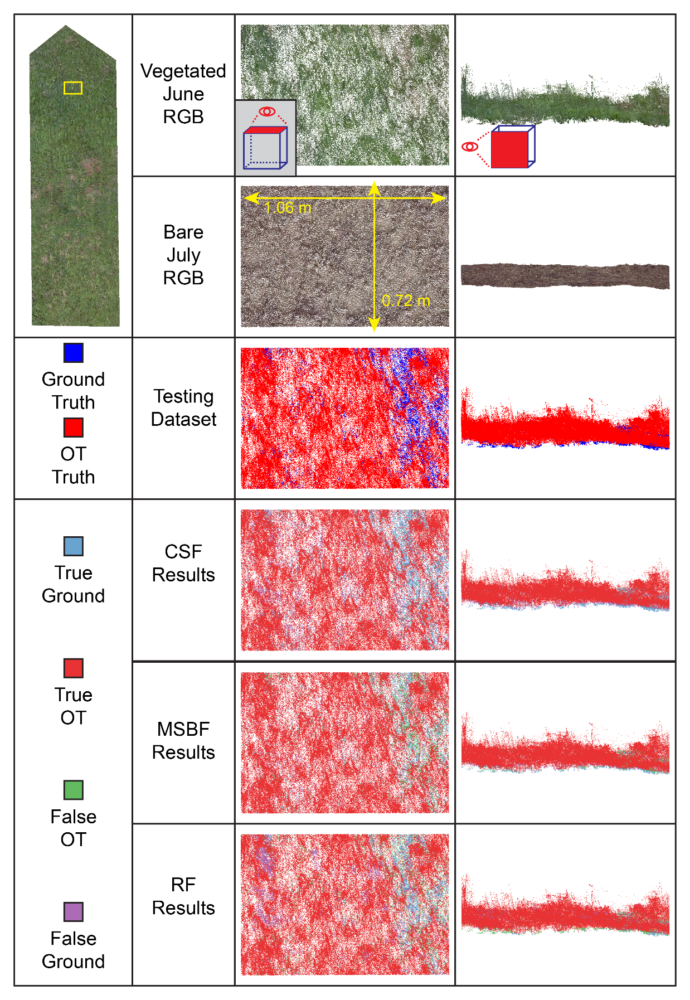 Vegetated
June
RGB
Bare
July
RGB
1.06 m
0.72 m
Ground
Truth
OT
Truth
Testing
Dataset
True
Ground
True
OT
False
OT
False
Ground
CSF
Results
MSBF
Results
RF
Results